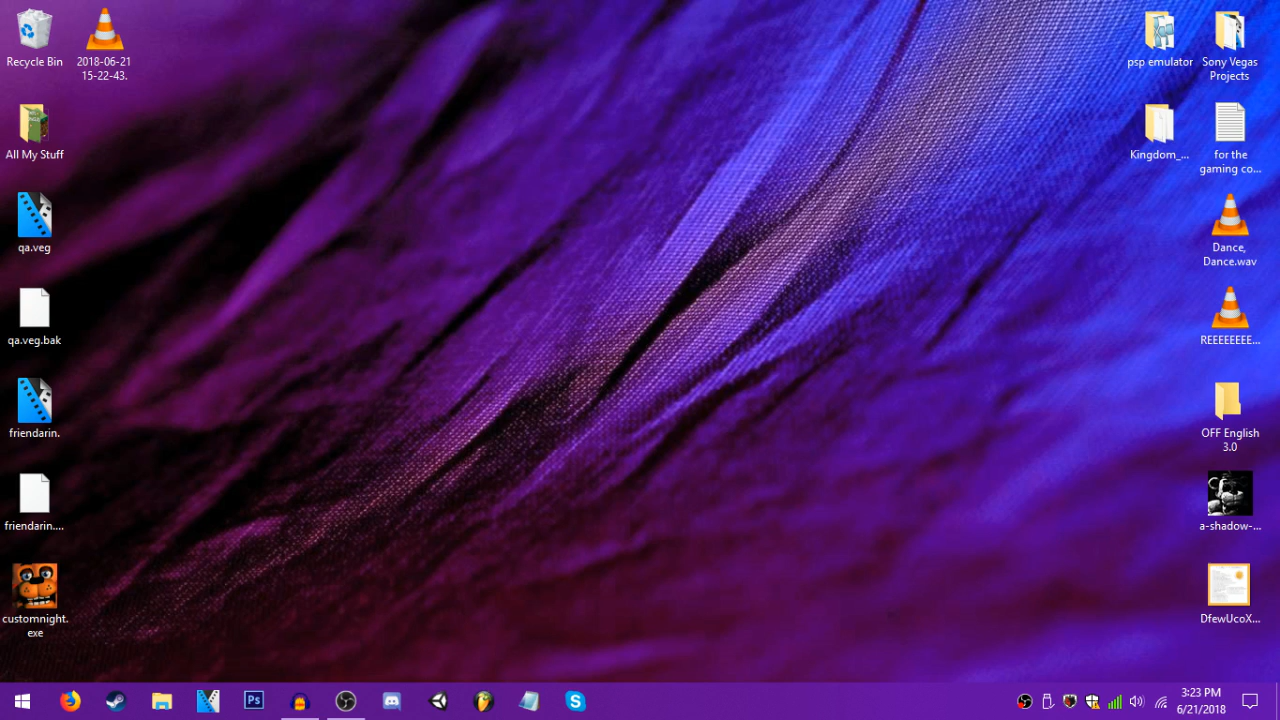 Recycle Bin
2018-06-21
15-22-43.
All My Stuff
qa.veg
qa.veg.bak
friendarin.
friendarin....
customnight.
exe
psp emulator
Sony Vegas
Projects
Kingdom_...
for the
gaming co...
Dance,
Dance.wav
REEEEEEEE...
OFF English
3.0
a-shadow-...
DfewUcoX...
Ps
3:23 PM
6/21/2018